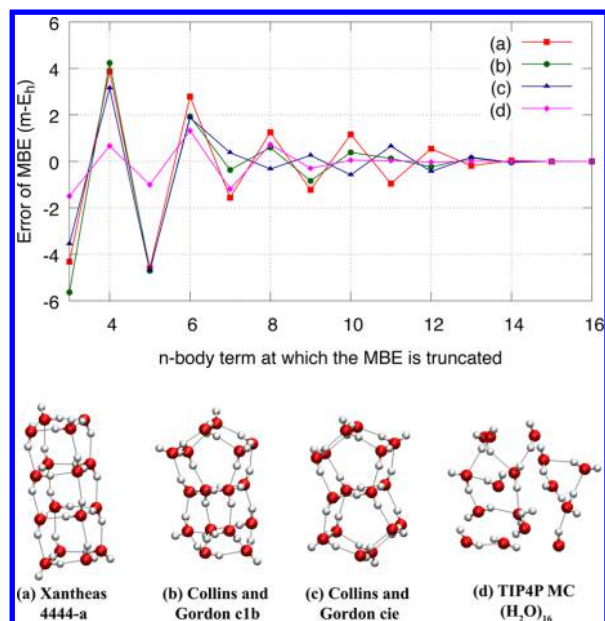 6
4
2
0
-2
-4
-6
Error of MBE (m-E_h)
(a)
(b)
(c)
(d)
4 6 8 10 12 14 16
n-body term at which the MBE is truncated
(a) Xantheas
4444-a
(b) Collins and
Gordon c1b
(c) Collins and
Gordon cie
(d) TIP4P MC
(H₂O)₁₆